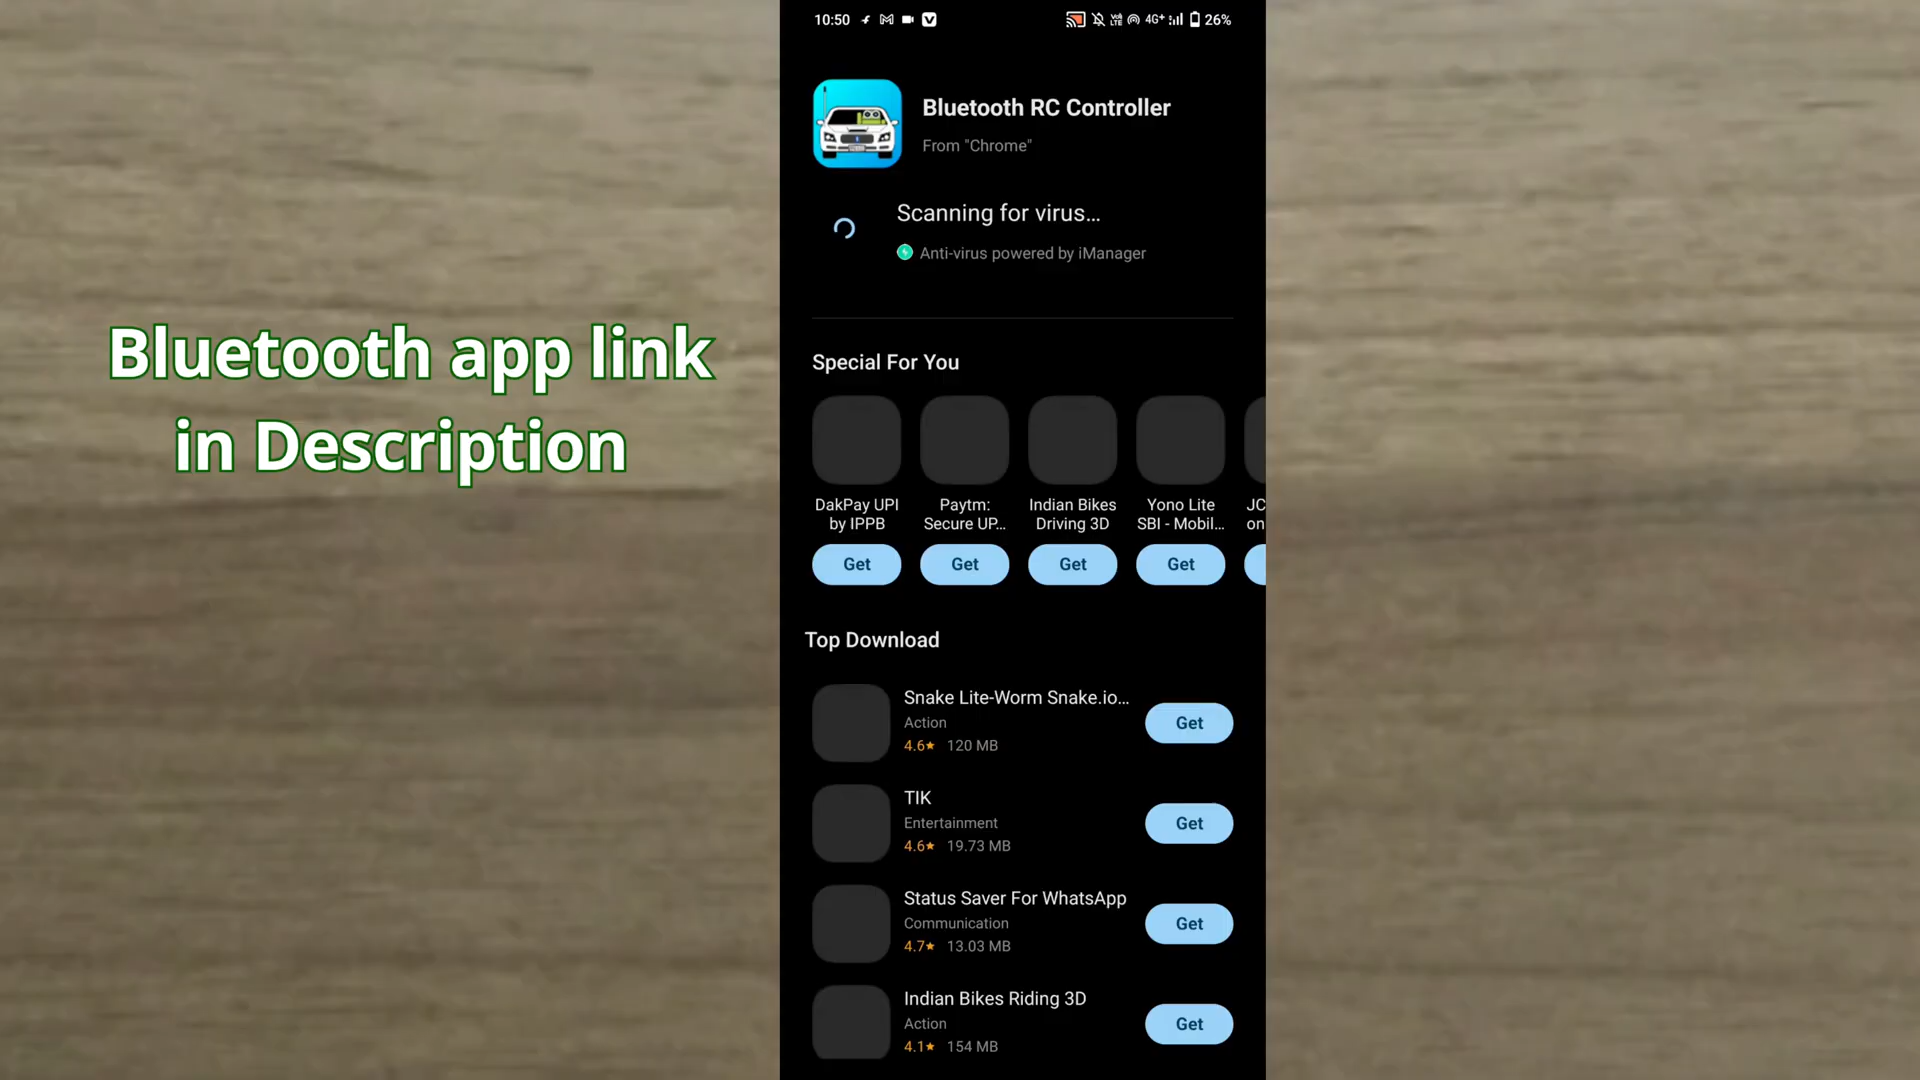 10:50 4G+ 26%
Bluetooth RC Controller
From "Chrome"
Scanning for virus...
Anti-virus powered by iManager
Bluetooth app link
in Description
Special For You
DakPay UPI
by IPPB
Get
Paytm:
Secure UP...
Get
Indian Bikes
Driving 3D
Get
Yono Lite
SBI - Mobil...
Get
JC
on
Top Download
Snake Lite-Worm Snake.io...
Action
4.6★ 120 MB
Get
TIK
Entertainment
4.6★ 19.73 MB
Get
Status Saver For WhatsApp
Communication
4.7★ 13.03 MB
Get
Indian Bikes Riding 3D
Action
4.1★ 154 MB
Get